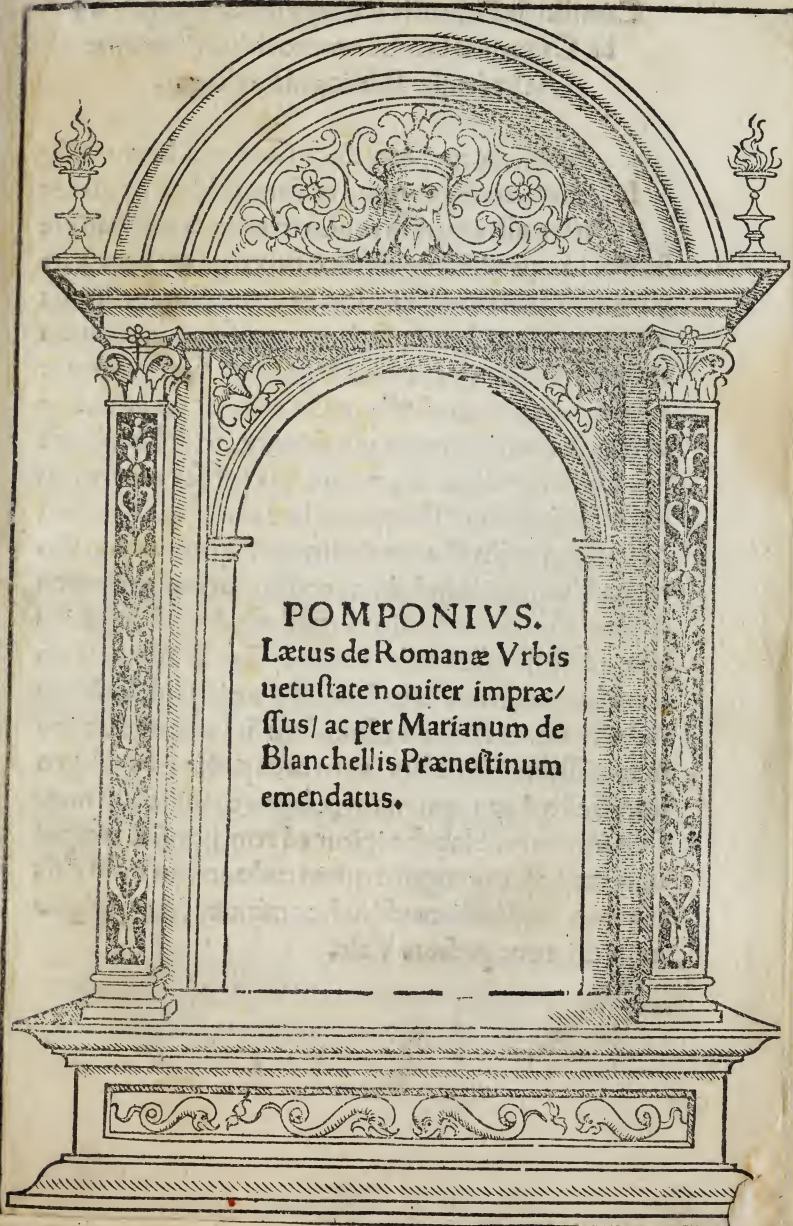 POMPONIVS.
Lætus de Romanæ Vrbis
uetuſtate nouiter impræ/
ſſus/ ac per Marianum de
Blanchellis Præneſtinum
emendatus.